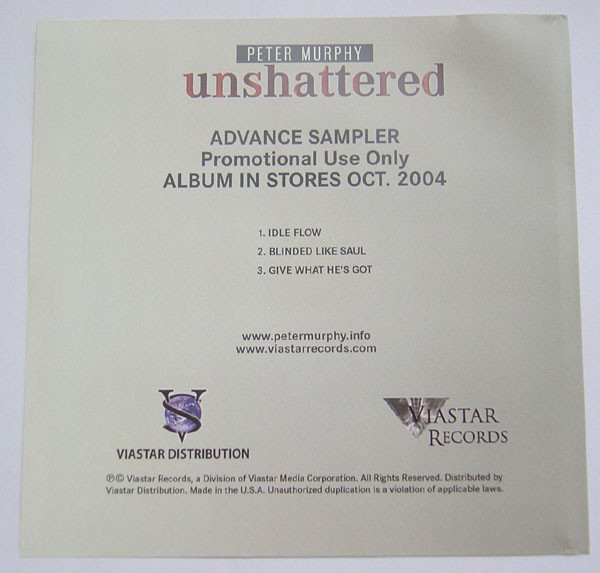 PETER MURPHY
unshattered
ADVANCE SAMPLER
Promotional Use Only
ALBUM IN STORES OCT. 2004
1. IDLE FLOW
2. BLINDED LIKE SAUL
3. GIVE WHAT HE'S GOT
www.petermurphy.info
www.viastarrecords.com
VS
VIASTAR DISTRIBUTION
VIASTAR
RECORDS
℗© Viastar Records, a Division of Viastar Media Corporation. All Rights Reserved. Distributed by
Viastar Distribution. Made in the U.S.A. Unauthorized duplication is a violation of applicable laws.